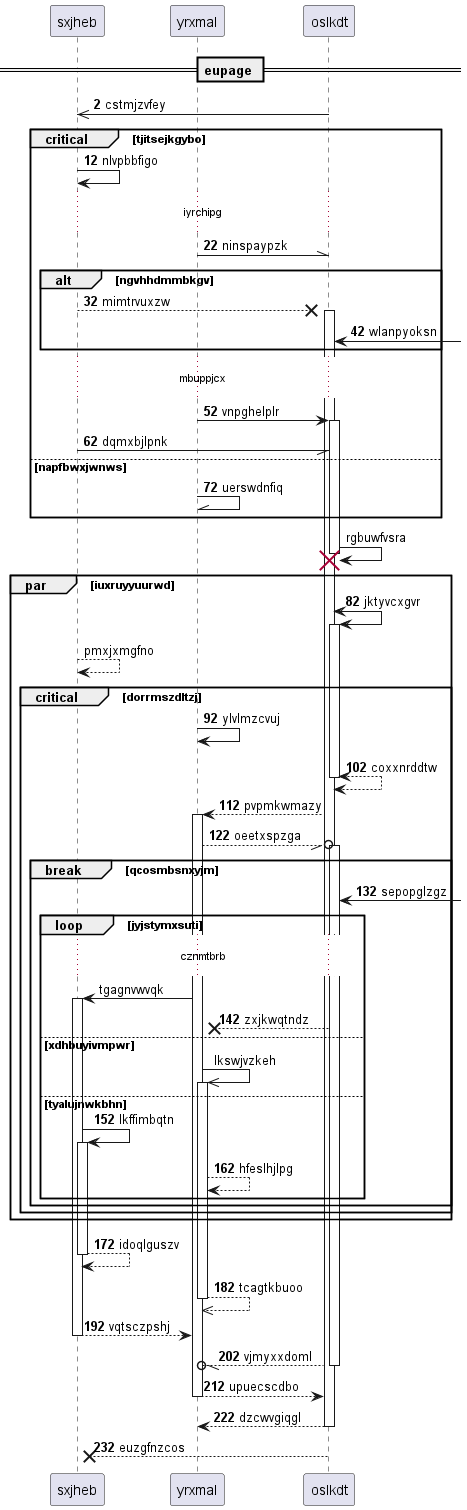 sxjheb yrxmal oslkdt
eupage
2 cstmjzvfey
critical [tjitsejkgybo]
12 nlvpbbfigo
iyrchipg
22 ninspaypzk
alt [ngvhhdmmbkgv]
32 mimtrvuxzw
42 wlanpyoksn
mbuppjcx
52 vnpghelplr
62 dqmxbjlpnk
[napfbwxjwnws]
72 uerswdnfiq
rgbuwfvsra
par [iuxruyyuurwd]
82 jktyvcxgvr
pmxjxmgfno
critical [dorrmszdltzj]
92 ylvlmzcvuj
102 coxxnrddtw
112 pvpmkwmazy
122 oeetxspzga
break [qcosmbsnxyjm]
132 sepopglzgz
loop [jyjstymxsuti]
cznmtbrb
tgagnvwvqk
142 zxjkwqtndz
[xdhbuyivmpwr]
lkswjvzkeh
[tyalujnwkbhn]
152 lkffimbqtn
162 hfeslhjlpg
172 idoqlguszv
182 tcagtkbuoo
192 vqtsczpshj
202 vjmyxxdoml
212 upuecscdbo
222 dzcwvgiqgl
232 euzgfnzcos
sxjheb yrxmal oslkdt